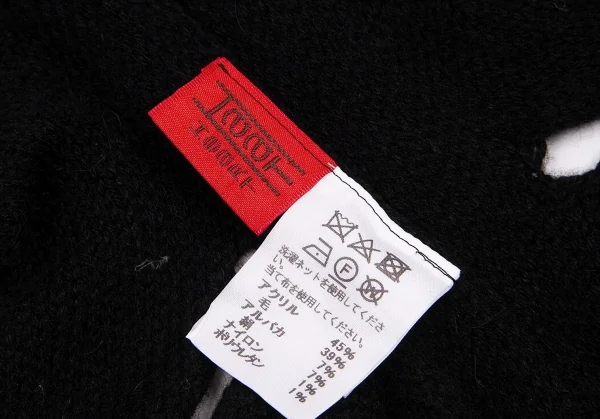 F
W
洗濯ネットを使用してくださ
い。
当て布を使用してください。
アクリル 45%
毛 39%
アルパカ 7%
絹 7%
ナイロン 1%
ポリウレタン 1%